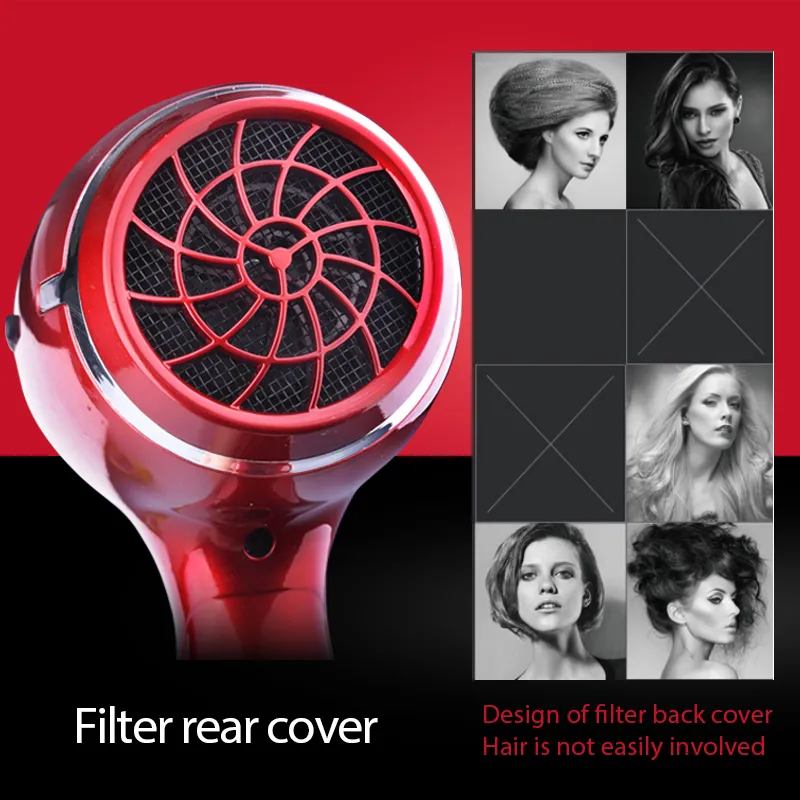 Filter rear cover
Design of filter back cover
Hair is not easily involved